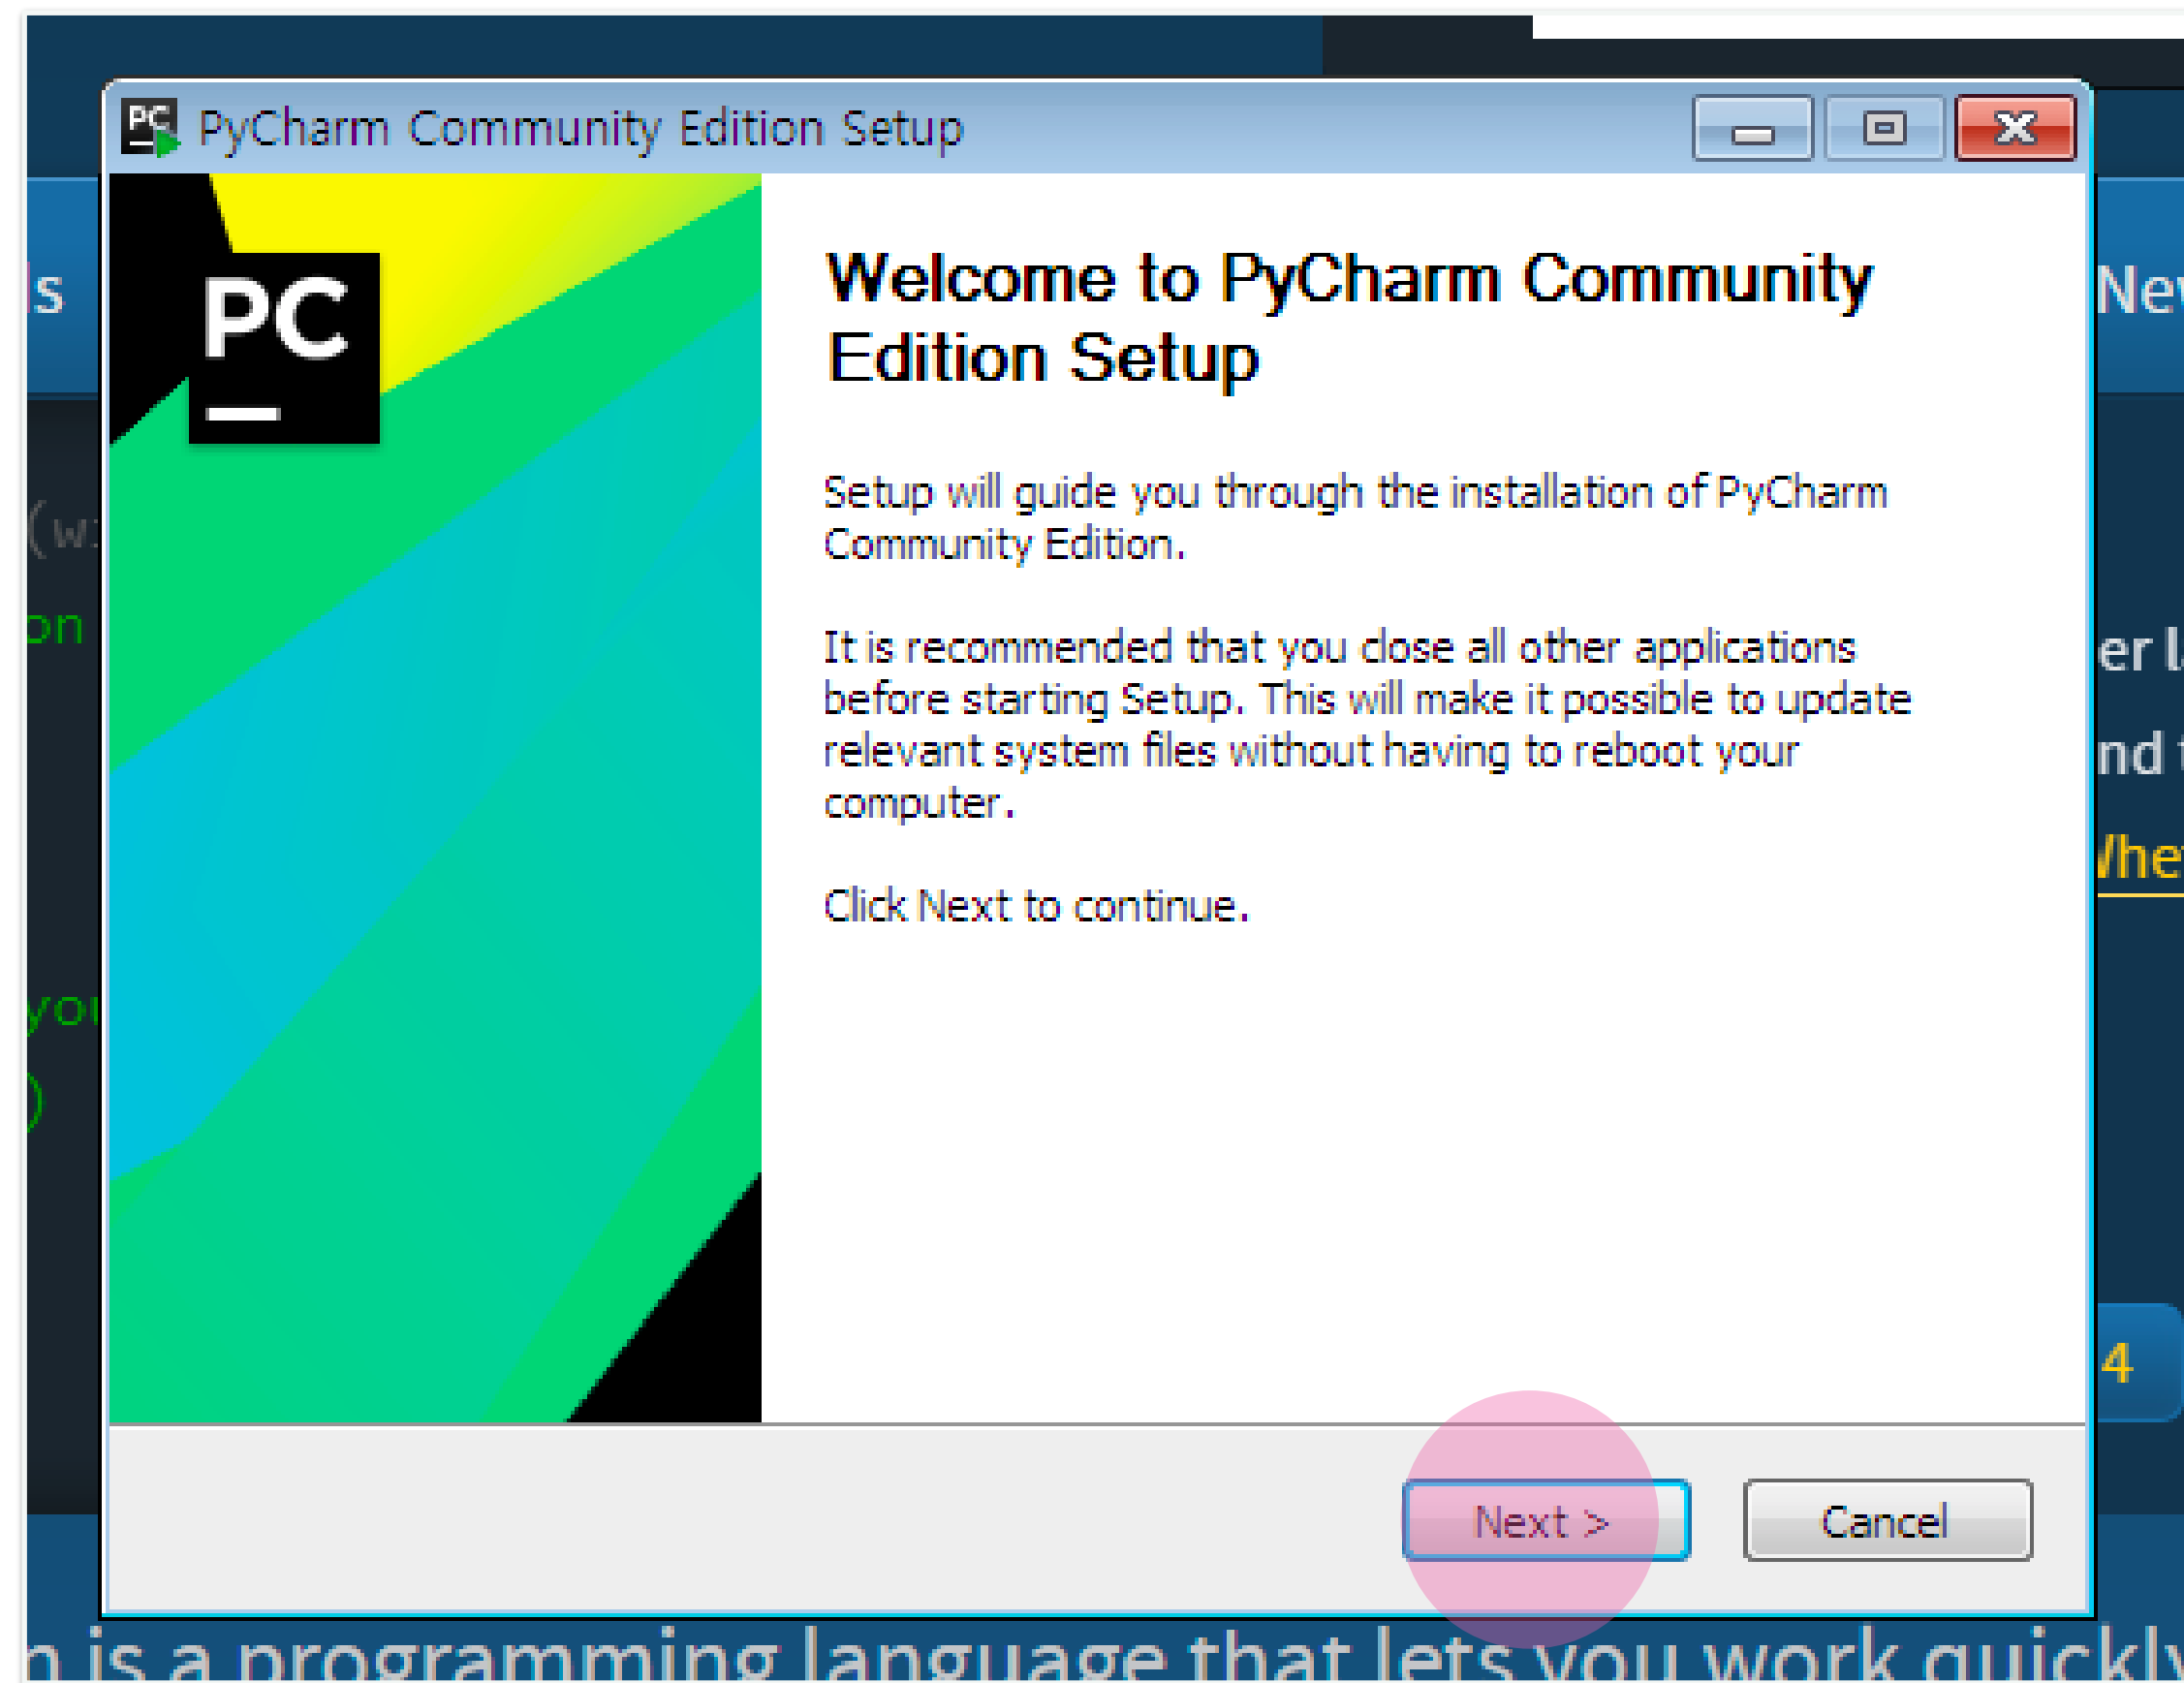 PyCharm Community Edition Setup
PC
Welcome to PyCharm Community
Edition Setup
Setup will guide you through the installation of PyCharm
Community Edition.
It is recommended that you close all other applications
before starting Setup. This will make it possible to update
relevant system files without having to reboot your
computer.
Click Next to continue.
Next >
Cancel
on
4
is a programming language that lets you work quickly